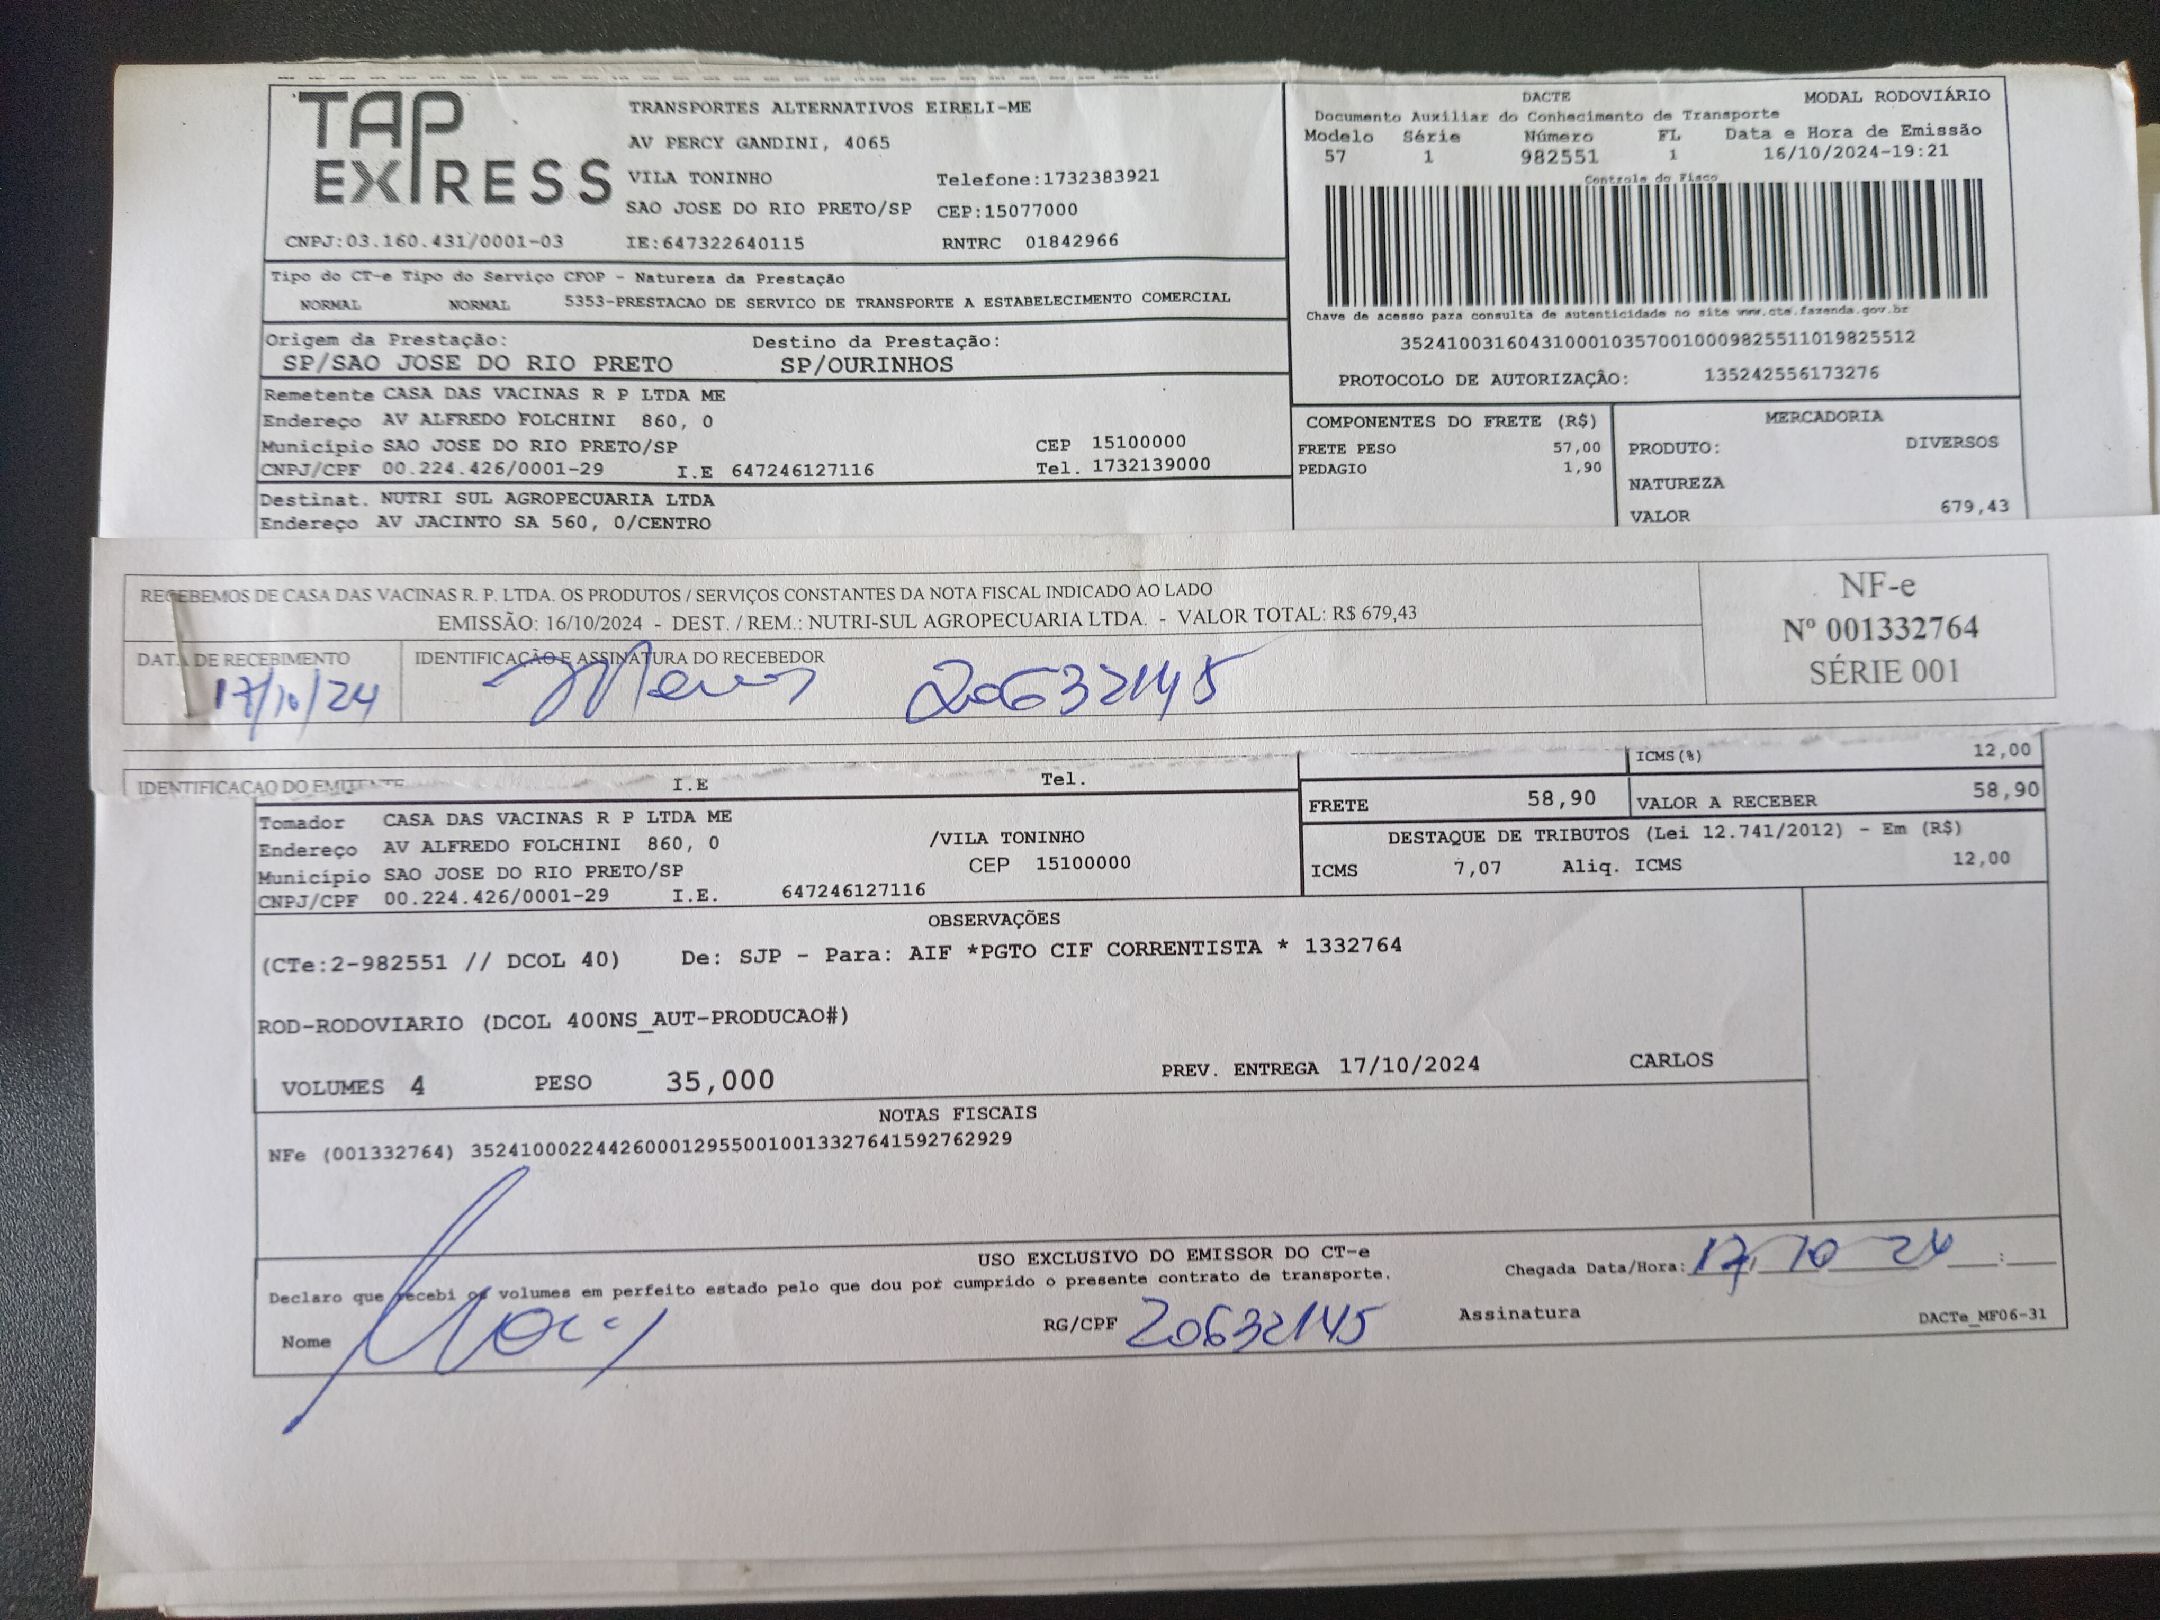 TAP EXPRESS
TRANSPORTES ALTERNATIVOS EIRELI-ME
AV PERCY GANDINI, 4065
VILA TONINHO Telefone:1732383921
SAO JOSE DO RIO PRETO/SP CEP:15077000
CNPJ:03.160.431/0001-03 IE:647322640115 RNTRC 01842966
DACTE MODAL RODOVIÁRIO
Documento Auxiliar do Conhecimento de Transporte
Modelo Série Número FL Data e Hora de Emissão
57 1 982551 1 16/10/2024-19:21
Controle do Fisco
Chave de acesso para consulta de autenticidade no site www.cte.fazenda.gov.br
35241003160431000103570010009825511019825512
PROTOCOLO DE AUTORIZAÇÃO: 135242556173276
Tipo do CT-e Tipo do Serviço CFOP - Natureza da Prestação
NORMAL NORMAL 5353-PRESTACAO DE SERVICO DE TRANSPORTE A ESTABELECIMENTO COMERCIAL
Origem da Prestação: Destino da Prestação:
SP/SAO JOSE DO RIO PRETO SP/OURINHOS
Remetente CASA DAS VACINAS R P LTDA ME
Endereço AV ALFREDO FOLCHINI 860, 0
Município SAO JOSE DO RIO PRETO/SP CEP 15100000
CNPJ/CPF 00.224.426/0001-29 I.E 647246127116 Tel. 1732139000
Destinat. NUTRI SUL AGROPECUARIA LTDA
Endereço AV JACINTO SA 560, 0/CENTRO
COMPONENTES DO FRETE (R$)
FRETE PESO 57,00
PEDAGIO 1,90
MERCADORIA
PRODUTO: DIVERSOS
NATUREZA
VALOR 679,43
RECEBEMOS DE CASA DAS VACINAS R. P. LTDA. OS PRODUTOS / SERVIÇOS CONSTANTES DA NOTA FISCAL INDICADO AO LADO
EMISSÃO: 16/10/2024 - DEST. / REM.: NUTRI-SUL AGROPECUARIA LTDA. - VALOR TOTAL: R$ 679,43
NF-e
Nº 001332764
SÉRIE 001
DATA DE RECEBIMENTO IDENTIFICAÇÃO E ASSINATURA DO RECEBEDOR
17/10/24 20632145
IDENTIFICAÇAO DO EMITENTE I.E Tel.
ICMS(%) 12,00
FRETE 58,90 VALOR A RECEBER 58,90
Tomador CASA DAS VACINAS R P LTDA ME
Endereço AV ALFREDO FOLCHINI 860, 0 /VILA TONINHO
Município SAO JOSE DO RIO PRETO/SP CEP 15100000
CNPJ/CPF 00.224.426/0001-29 I.E. 647246127116
DESTAQUE DE TRIBUTOS (Lei 12.741/2012) - Em (R$)
ICMS 7,07 Aliq. ICMS 12,00
OBSERVAÇÕES
(CTe:2-982551 // DCOL 40) De: SJP - Para: AIF *PGTO CIF CORRENTISTA * 1332764
ROD-RODOVIARIO (DCOL 400NS_AUT-PRODUCAO#)
VOLUMES 4 PESO 35,000 PREV. ENTREGA 17/10/2024 CARLOS
NOTAS FISCAIS
NFe (001332764) 35241000224426000129550010013327641592762929
USO EXCLUSIVO DO EMISSOR DO CT-e
Declaro que recebi os volumes em perfeito estado pelo que dou por cumprido o presente contrato de transporte.
Chegada Data/Hora: 17 10 24 :
Nome RG/CPF 20632145 Assinatura DACTe_MF06-31